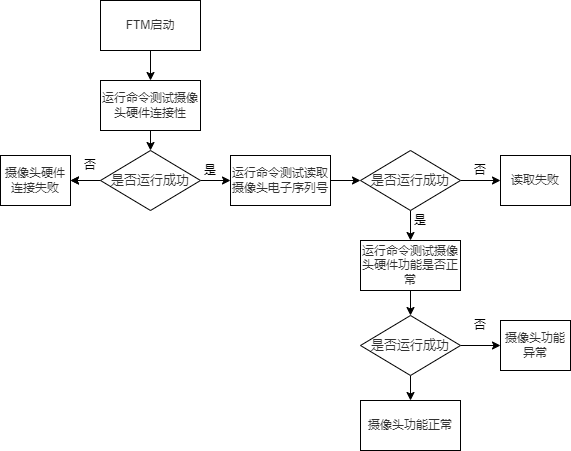 FTM启动
运行命令测试摄像
头硬件连接性
否
是
否
摄像头硬件
连接失败
是否运行成功
运行命令测试读取
摄像头电子序列号
是否运行成功
读取失败
是
运行命令测试摄像
头硬件功能是否正
常
否
是否运行成功
摄像头功能
异常
摄像头功能正常